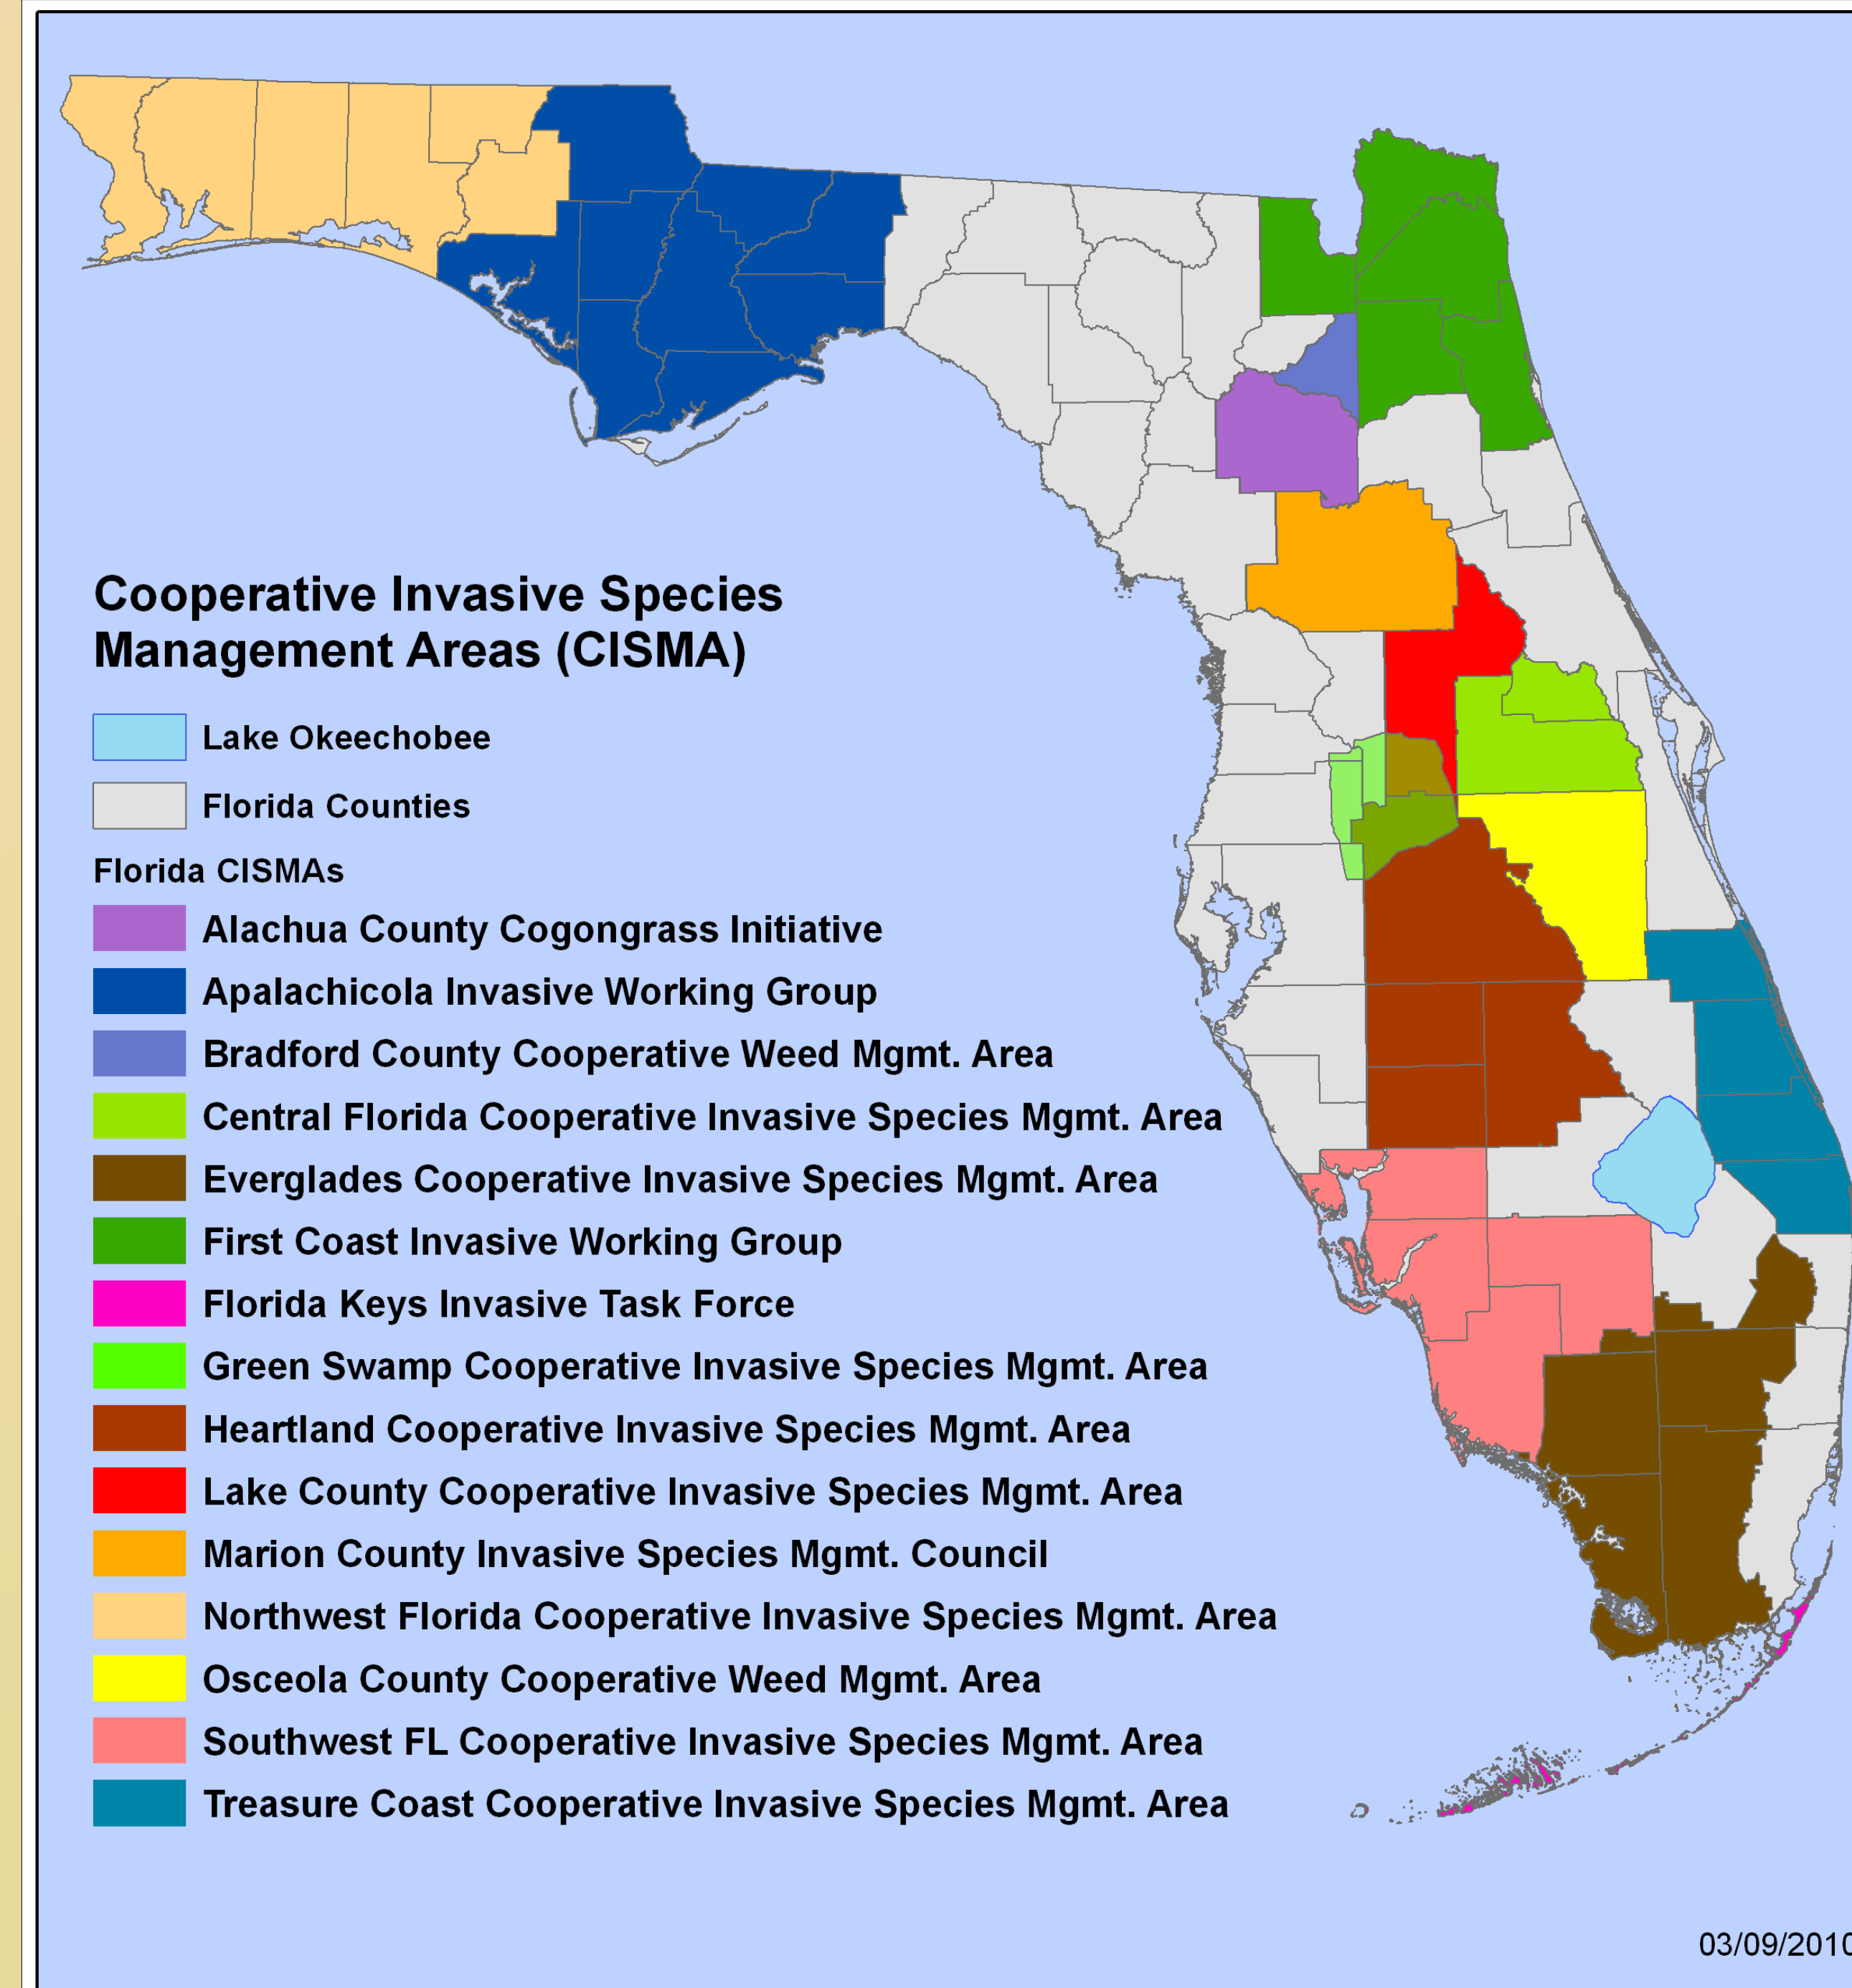 Cooperative Invasive Species
Management Areas (CISMA)
Lake Okeechobee
Florida Counties
Florida CISMAs
Alachua County Cogongrass Initiative
Apalachicola Invasive Working Group
Bradford County Cooperative Weed Mgmt. Area
Central Florida Cooperative Invasive Species Mgmt. Area
Everglades Cooperative Invasive Species Mgmt. Area
First Coast Invasive Working Group
Florida Keys Invasive Task Force
Green Swamp Cooperative Invasive Species Mgmt. Area
Heartland Cooperative Invasive Species Mgmt. Area
Lake County Cooperative Invasive Species Mgmt. Area
Marion County Invasive Species Mgmt. Council
Northwest Florida Cooperative Invasive Species Mgmt. Area
Osceola County Cooperative Weed Mgmt. Area
Southwest FL Cooperative Invasive Species Mgmt. Area
Treasure Coast Cooperative Invasive Species Mgmt. Area
03/09/2010